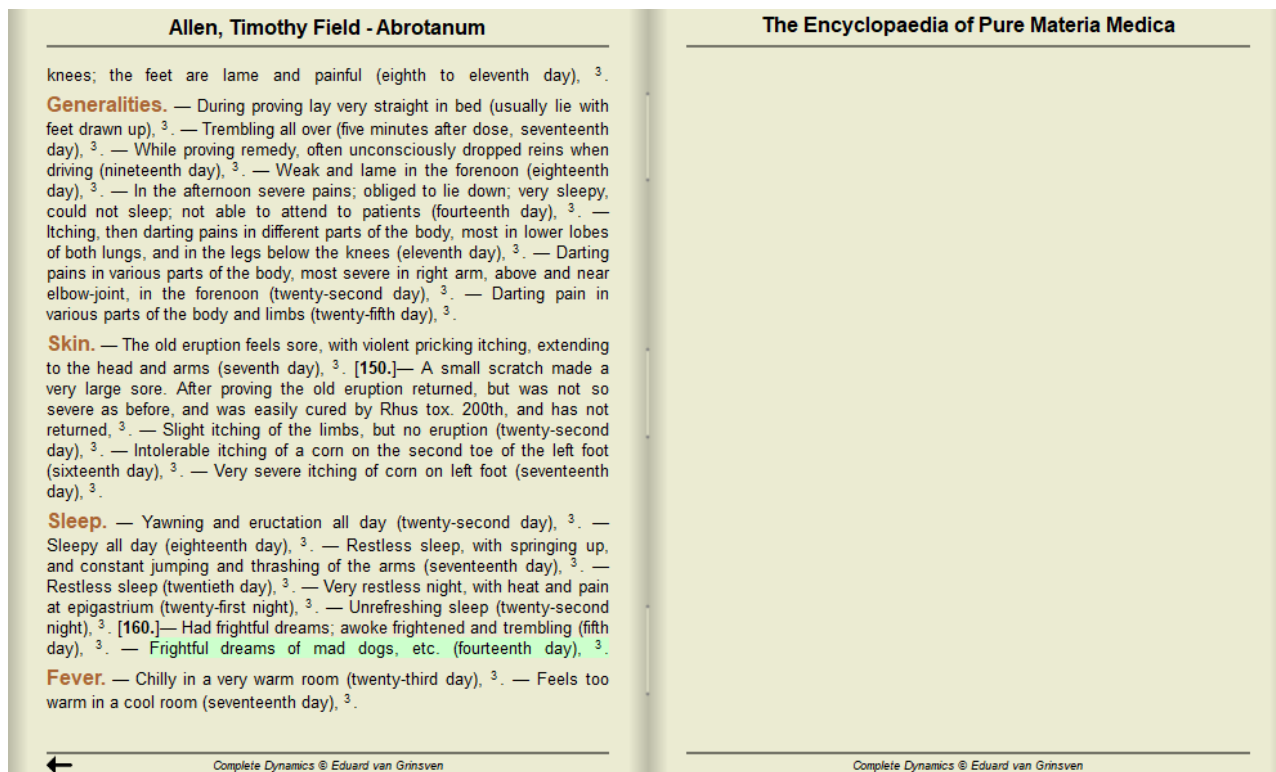 Allen, Timothy Field - Abrotanum
knees; the feet are lame and painful (eighth to eleventh day), ³.
Generalities. — During proving lay very straight in bed (usually lie with
feet drawn up), ³. — Trembling all over (five minutes after dose, seventeenth
day), ³. — While proving remedy, often unconsciously dropped reins when
driving (nineteenth day), ³. — Weak and lame in the forenoon (eighteenth
day), ³. — In the afternoon severe pains; obliged to lie down; very sleepy,
could not sleep; not able to attend to patients (fourteenth day), ³. —
Itching, then darting pains in different parts of the body, most in lower lobes
of both lungs, and in the legs below the knees (eleventh day), ³. — Darting
pains in various parts of the body, most severe in right arm, above and near
elbow-joint, in the forenoon (twenty-second day), ³. — Darting pain in
various parts of the body and limbs (twenty-fifth day), ³.
Skin. — The old eruption feels sore, with violent pricking itching, extending
to the head and arms (seventh day), ³. [150.]— A small scratch made a
very large sore. After proving the old eruption returned, but was not so
severe as before, and was easily cured by Rhus tox. 200th, and has not
returned, ³. — Slight itching of the limbs, but no eruption (twenty-second
day), ³. — Intolerable itching of a corn on the second toe of the left foot
(sixteenth day), ³. — Very severe itching of corn on left foot (seventeenth
day), ³.
Sleep. — Yawning and eructation all day (twenty-second day), ³. —
Sleepy all day (eighteenth day), ³. — Restless sleep, with springing up,
and constant jumping and thrashing of the arms (seventeenth day), ³. —
Restless sleep (twentieth day), ³. — Very restless night, with heat and pain
at epigastrium (twenty-first night), ³. — Unrefreshing sleep (twenty-second
night), ³. [160.]— Had frightful dreams; awoke frightened and trembling (fifth
day), ³. — Frightful dreams of mad dogs, etc. (fourteenth day), ³.
Fever. — Chilly in a very warm room (twenty-third day), ³. — Feels too
warm in a cool room (seventeenth day), ³.
Complete Dynamics © Eduard van Grinsven
The Encyclopaedia of Pure Materia Medica
Complete Dynamics © Eduard van Grinsven